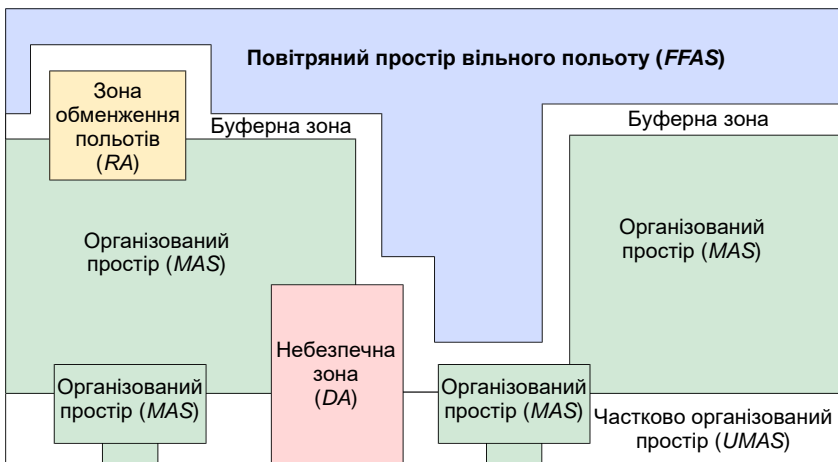 Повітряний простір вільного польоту (FFAS)
Зона
обмеження
польотів
(RA)
Буферна зона
Буферна зона
Організований
простір (MAS)
Організований
простір (MAS)
Небезпечна
зона
(DA)
Організований
простір (MAS)
Організований
простір (MAS)
Частково організований
простір (UMAS)